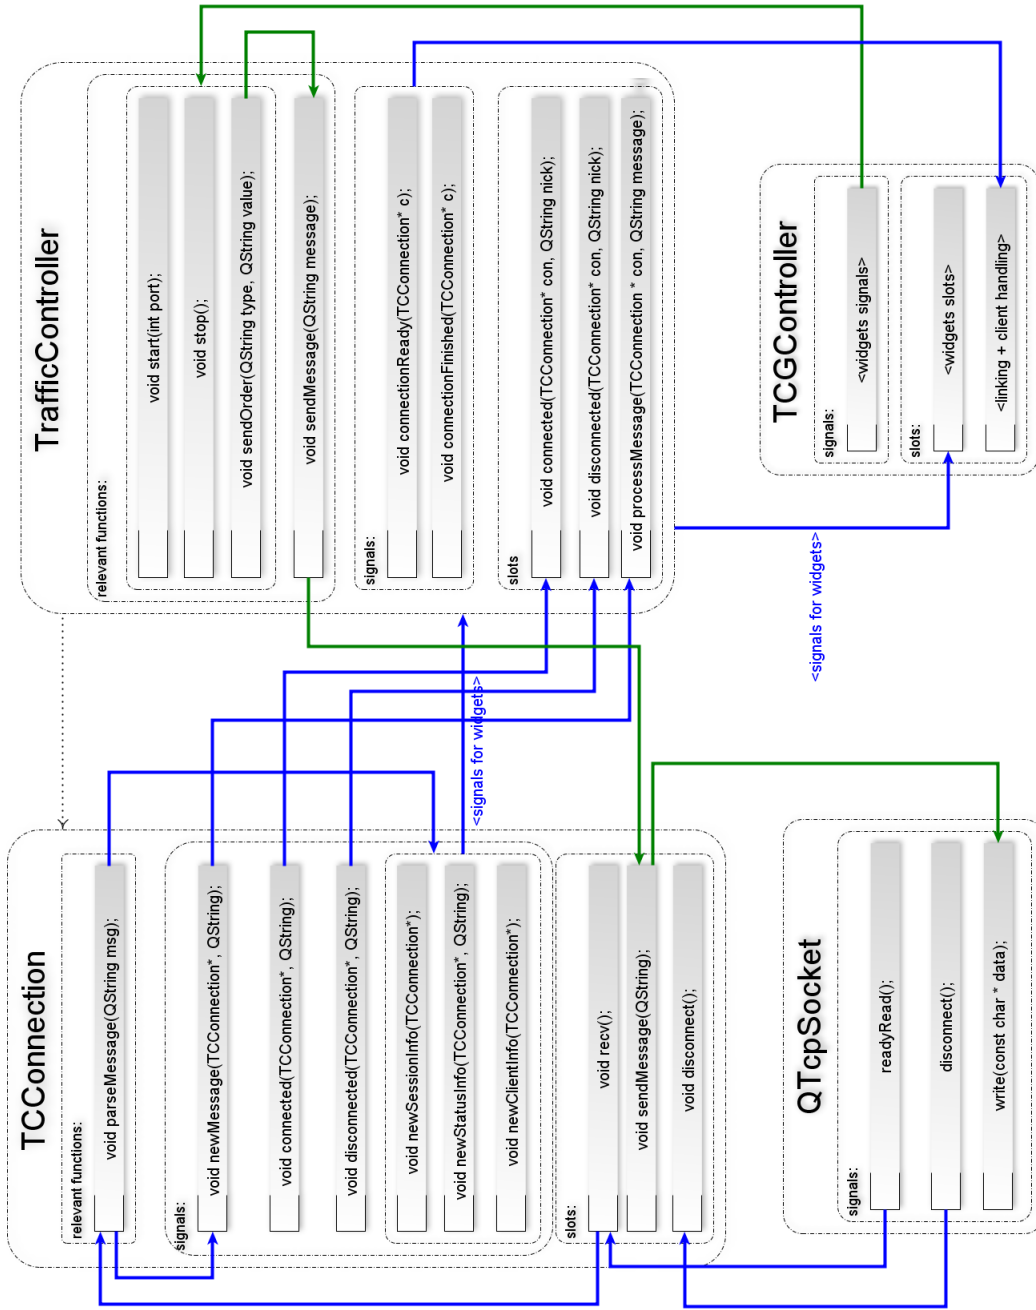 TCConnection
relevant functions:
void parseMessage(QString msg);
signals:
void newMessage(TCConnection*, QString);
void connected(TCConnection*, QString);
void disconnected(TCConnection*, QString);
void newSessionInfo(TCConnection*);
void newStatusInfo(TCConnection*, QString);
void newClientInfo(TCConnection*);
slots:
void recv();
void sendMessage(QString);
void disconnect();
<signals for widgets>
TrafficController
relevant functions:
void start(int port);
void stop();
void sendOrder(QString type, QString value);
void sendMessage(QString message);
signals:
void connectionReady(TCConnection* c);
void connectionFinished(TCConnection* c);
slots
void connected(TCConnection* con, QString nick);
void disconnected(TCConnection* con, QString nick);
void processMessage(TCConnection * con, QString message);
QTcpSocket
signals:
readyRead();
disconnect();
write(const char * data);
<signals for widgets>
TCGController
signals:
<widgets signals>
slots:
<widgets slots>
<linking + client handling>